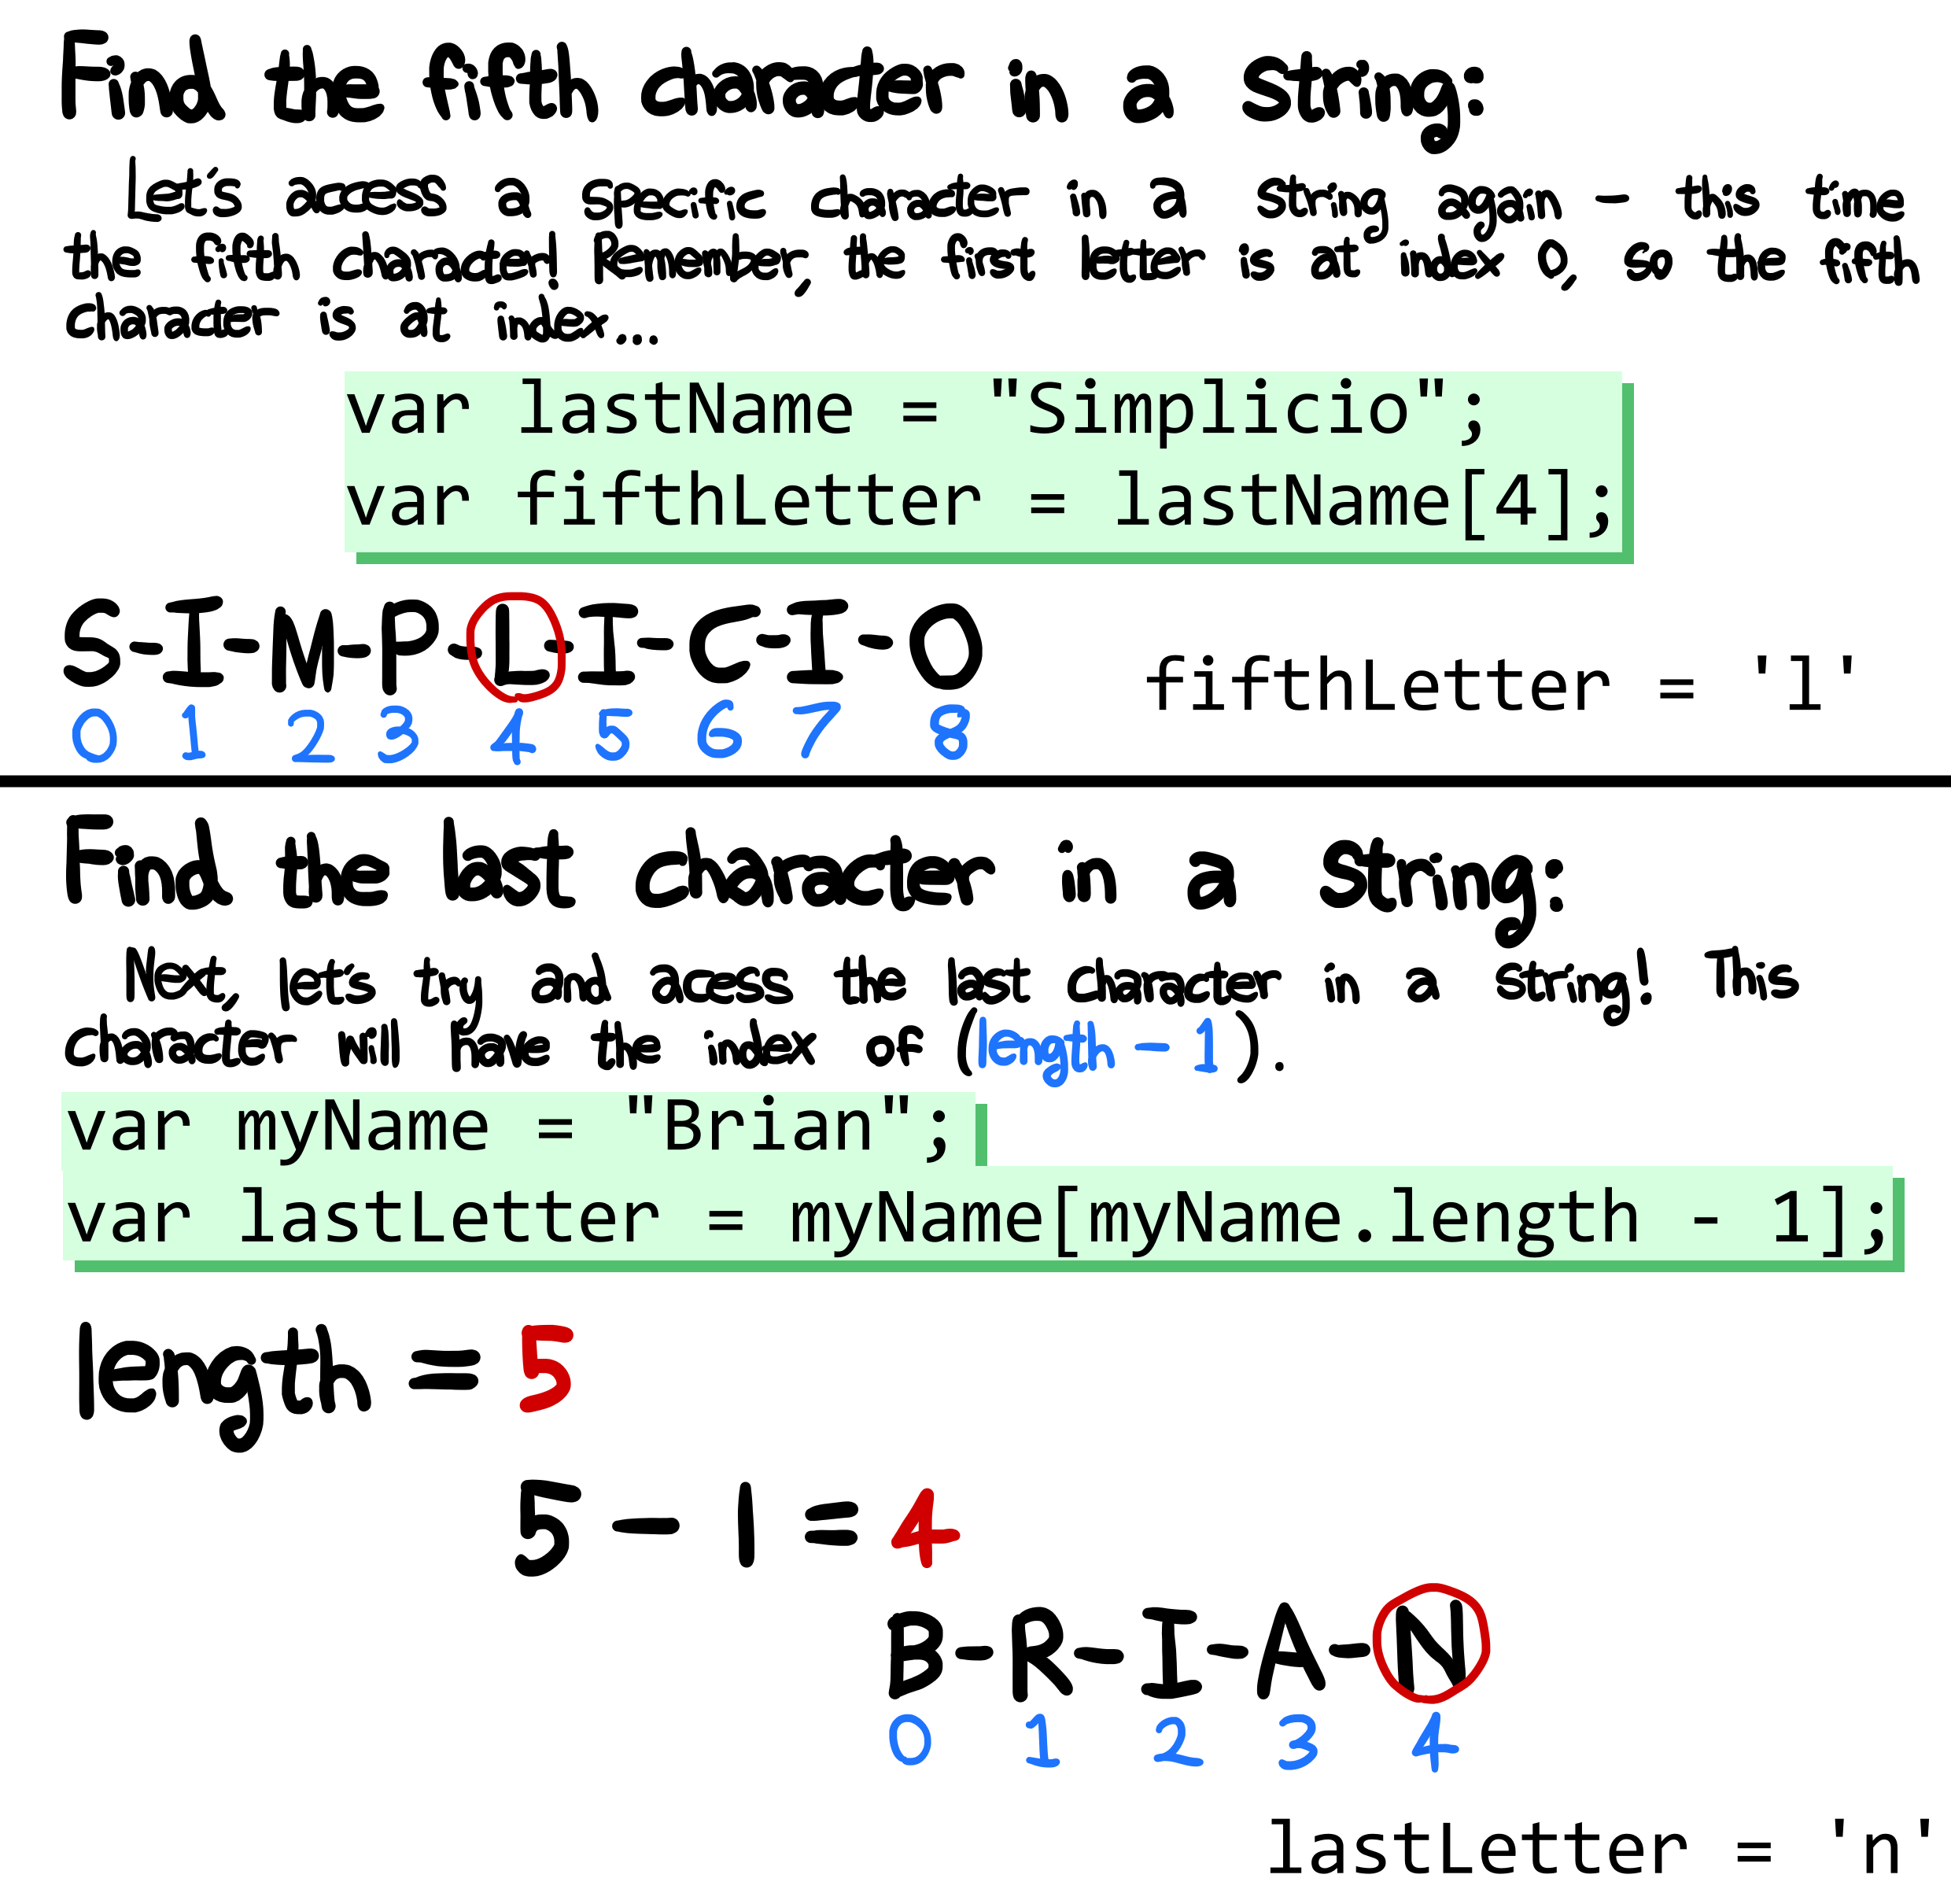 Find the fifth character in a string:
Let's access a specific character in a string again - this time
the fifth character! Remember, the first letter is at index 0, so the fifth
character is at index...
var lastName = "Simplicio";
var fifthLetter = lastName[4];
S-I-M-P-L-I-C-I-O
fifthLetter = 'l'
0 1 2 3 4 5 6 7 8
Find the last character in a string:
Next, let's try and access the last character in a string! This
character will have the index of (length - 1).
var myName = "Brian";
var lastLetter = myName[myName.length - 1];
length = 5
5 - 1 = 4
B-R-I-A-N
0 1 2 3 4
lastLetter = 'n'